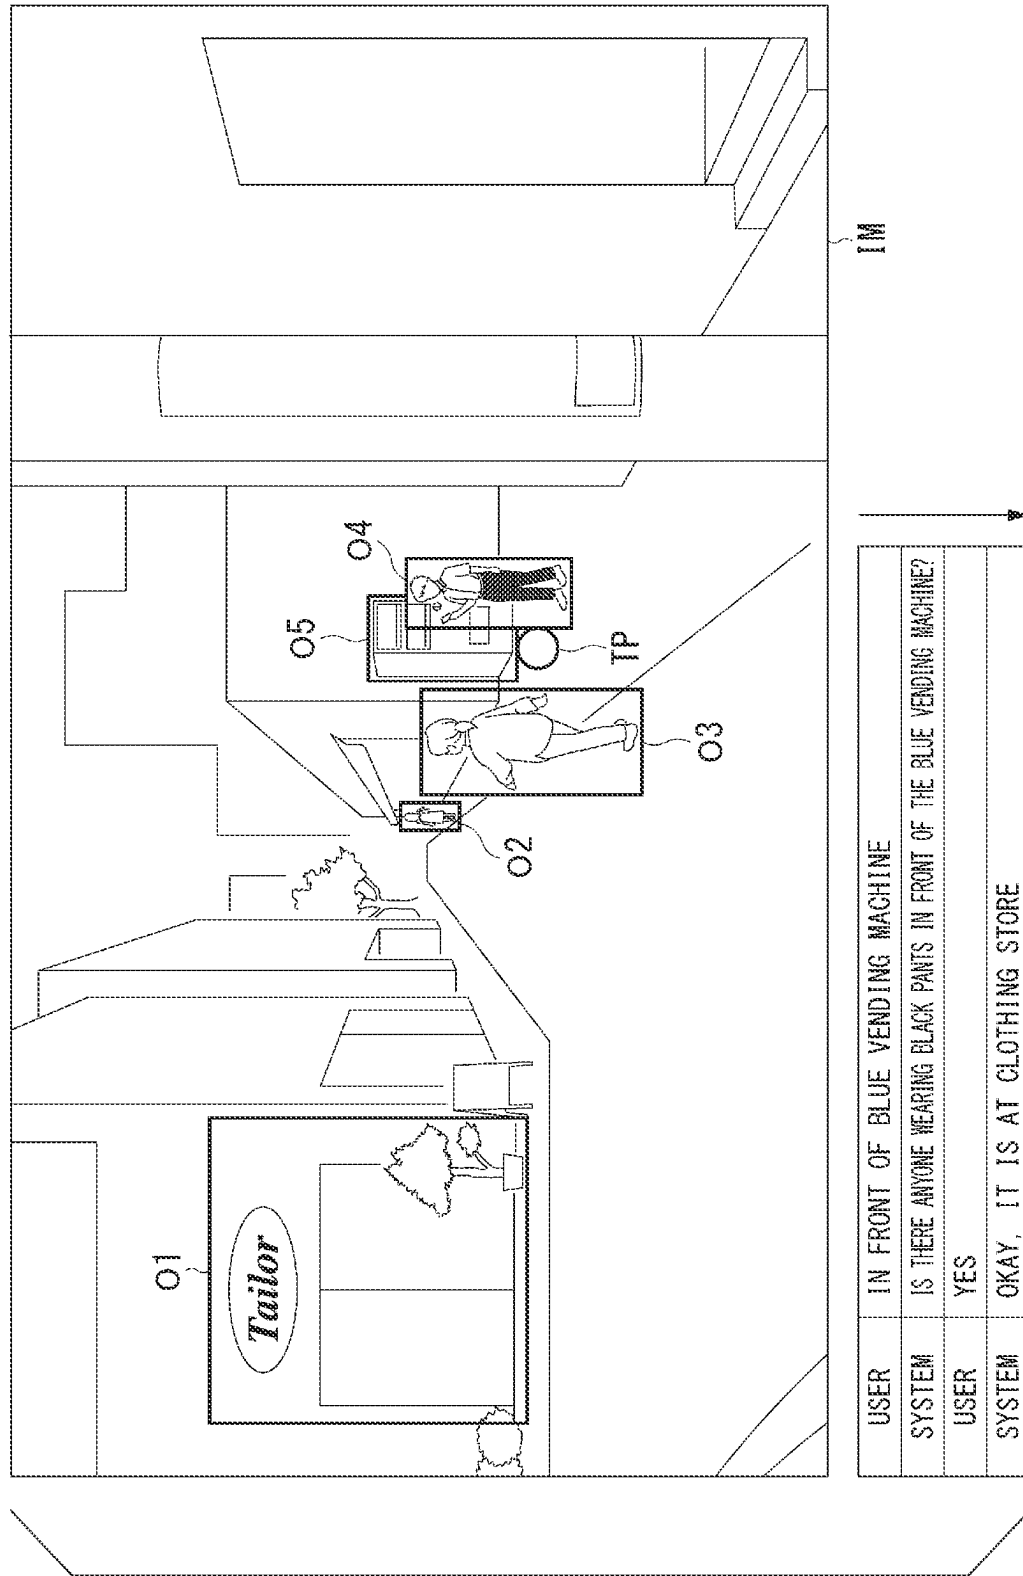 O1
Tailor
O2
O3
O4
O5
TP
IM
USER IN FRONT OF BLUE VENDING MACHINE
SYSTEM IS THERE ANYONE WEARING BLACK PANTS IN FRONT OF THE BLUE VENDING MACHINE?
USER YES
SYSTEM OKAY, IT IS AT CLOTHING STORE